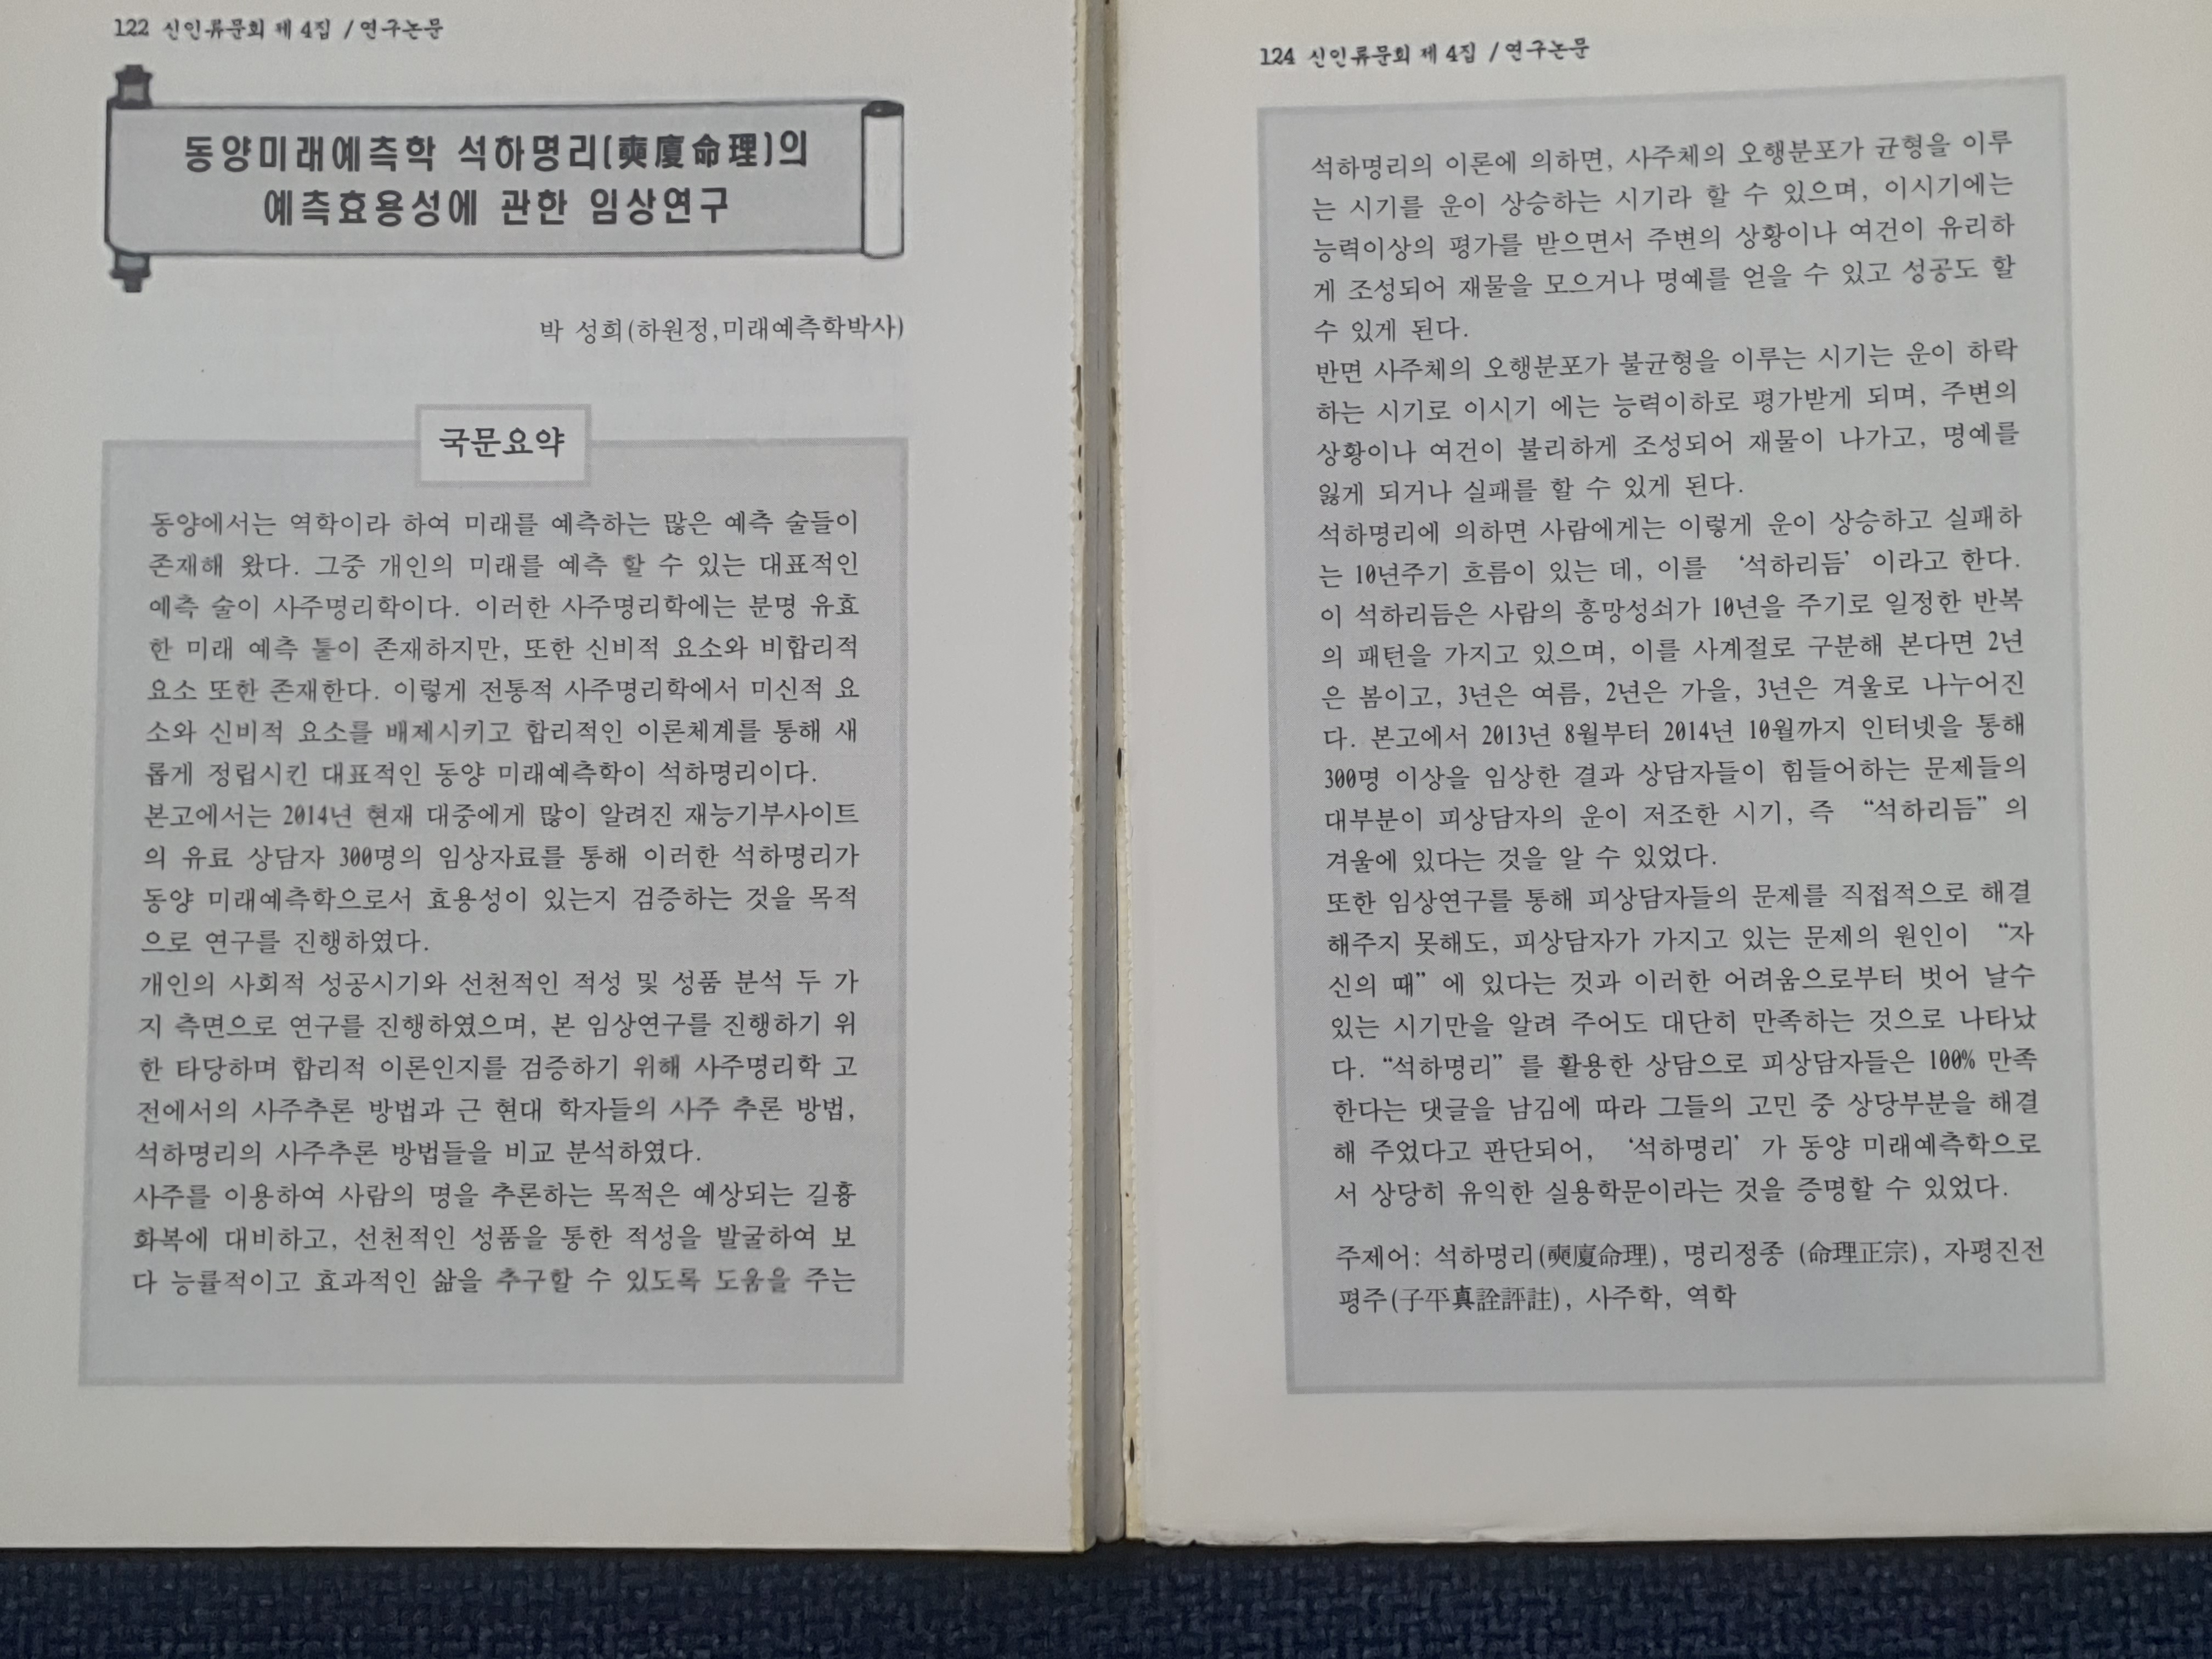 122 신인류문회 제 4집 / 연구논문
동양미래예측학 석하명리(奭廈命理)의
예측효용성에 관한 임상연구
박 성희(하원정,미래예측학박사)
국문요약
동양에서는 역학이라 하여 미래를 예측하는 많은 예측 술들이
존재해 왔다. 그중 개인의 미래를 예측 할 수 있는 대표적인
예측 술이 사주명리학이다. 이러한 사주명리학에는 분명 유효
한 미래 예측 툴이 존재하지만, 또한 신비적 요소와 비합리적
요소 또한 존재한다. 이렇게 전통적 사주명리학에서 미신적 요
소와 신비적 요소를 배제시키고 합리적인 이론체계를 통해 새
롭게 정립시킨 대표적인 동양 미래예측학이 석하명리이다.
본고에서는 2014년 현재 대중에게 많이 알려진 재능기부사이트
의 유료 상담자 300명의 임상자료를 통해 이러한 석하명리가
동양 미래예측학으로서 효용성이 있는지 검증하는 것을 목적
으로 연구를 진행하였다.
개인의 사회적 성공시기와 선천적인 적성 및 성품 분석 두 가
지 측면으로 연구를 진행하였으며, 본 임상연구를 진행하기 위
한 타당하며 합리적 이론인지를 검증하기 위해 사주명리학 고
전에서의 사주추론 방법과 근 현대 학자들의 사주 추론 방법,
석하명리의 사주추론 방법들을 비교 분석하였다.
사주를 이용하여 사람의 명을 추론하는 목적은 예상되는 길흉
화복에 대비하고, 선천적인 성품을 통한 적성을 발굴하여 보
다 능률적이고 효과적인 삶을 추구할 수 있도록 도움을 주는
124 신인류문회 제 4집 / 연구논문
석하명리의 이론에 의하면, 사주체의 오행분포가 균형을 이루
는 시기를 운이 상승하는 시기라 할 수 있으며, 이시기에는
능력이상의 평가를 받으면서 주변의 상황이나 여건이 유리하
게 조성되어 재물을 모으거나 명예를 얻을 수 있고 성공도 할
수 있게 된다.
반면 사주체의 오행분포가 불균형을 이루는 시기는 운이 하락
하는 시기로 이시기 에는 능력이하로 평가받게 되며, 주변의
상황이나 여건이 불리하게 조성되어 재물이 나가고, 명예를
잃게 되거나 실패를 할 수 있게 된다.
석하명리에 의하면 사람에게는 이렇게 운이 상승하고 실패하
는 10년주기 흐름이 있는 데, 이를 ‘석하리듬’ 이라고 한다.
이 석하리듬은 사람의 흥망성쇠가 10년을 주기로 일정한 반복
의 패턴을 가지고 있으며, 이를 사계절로 구분해 본다면 2년
은 봄이고, 3년은 여름, 2년은 가을, 3년은 겨울로 나누어진
다. 본고에서 2013년 8월부터 2014년 10월까지 인터넷을 통해
300명 이상을 임상한 결과 상담자들이 힘들어하는 문제들의
대부분이 피상담자의 운이 저조한 시기, 즉 “석하리듬” 의
겨울에 있다는 것을 알 수 있었다.
또한 임상연구를 통해 피상담자들의 문제를 직접적으로 해결
해주지 못해도, 피상담자가 가지고 있는 문제의 원인이 “자
신의 때” 에 있다는 것과 이러한 어려움으로부터 벗어 날수
있는 시기만을 알려 주어도 대단히 만족하는 것으로 나타났
다. “석하명리” 를 활용한 상담으로 피상담자들은 100% 만족
한다는 댓글을 남김에 따라 그들의 고민 중 상당부분을 해결
해 주었다고 판단되어, ‘석하명리’ 가 동양 미래예측학으로
서 상당히 유익한 실용학문이라는 것을 증명할 수 있었다.
주제어: 석하명리(奭廈命理), 명리정종 (命理正宗), 자평진전
평주(子平真詮評註), 사주학, 역학